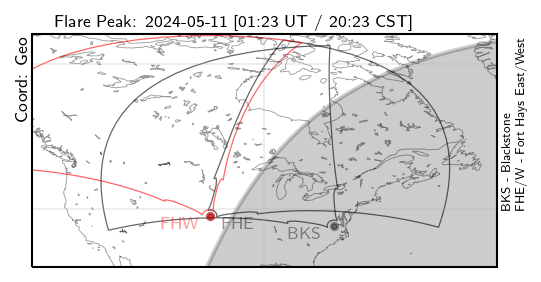 Flare Peak: 2024-05-11 [01:23 UT / 20:23 CST]
Coord: Geo
FHW
FHE
BKS
BKS - Blackstone
FHE/W - Fort Hays East/West